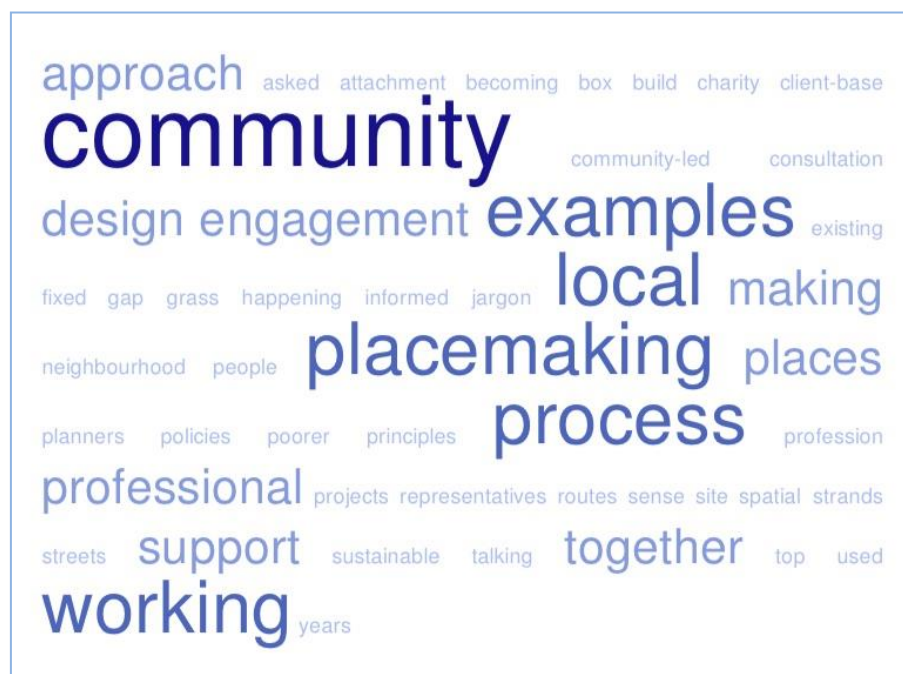 approach asked attachment becoming box build charity client-base
community community-led consultation
design engagement examples existing
fixed gap grass happening informed jargon local making
neighbourhood people placemaking places
planners policies poorer principles process profession
professional projects representatives routes sense site spatial strands
streets support sustainable talking together top used
working years